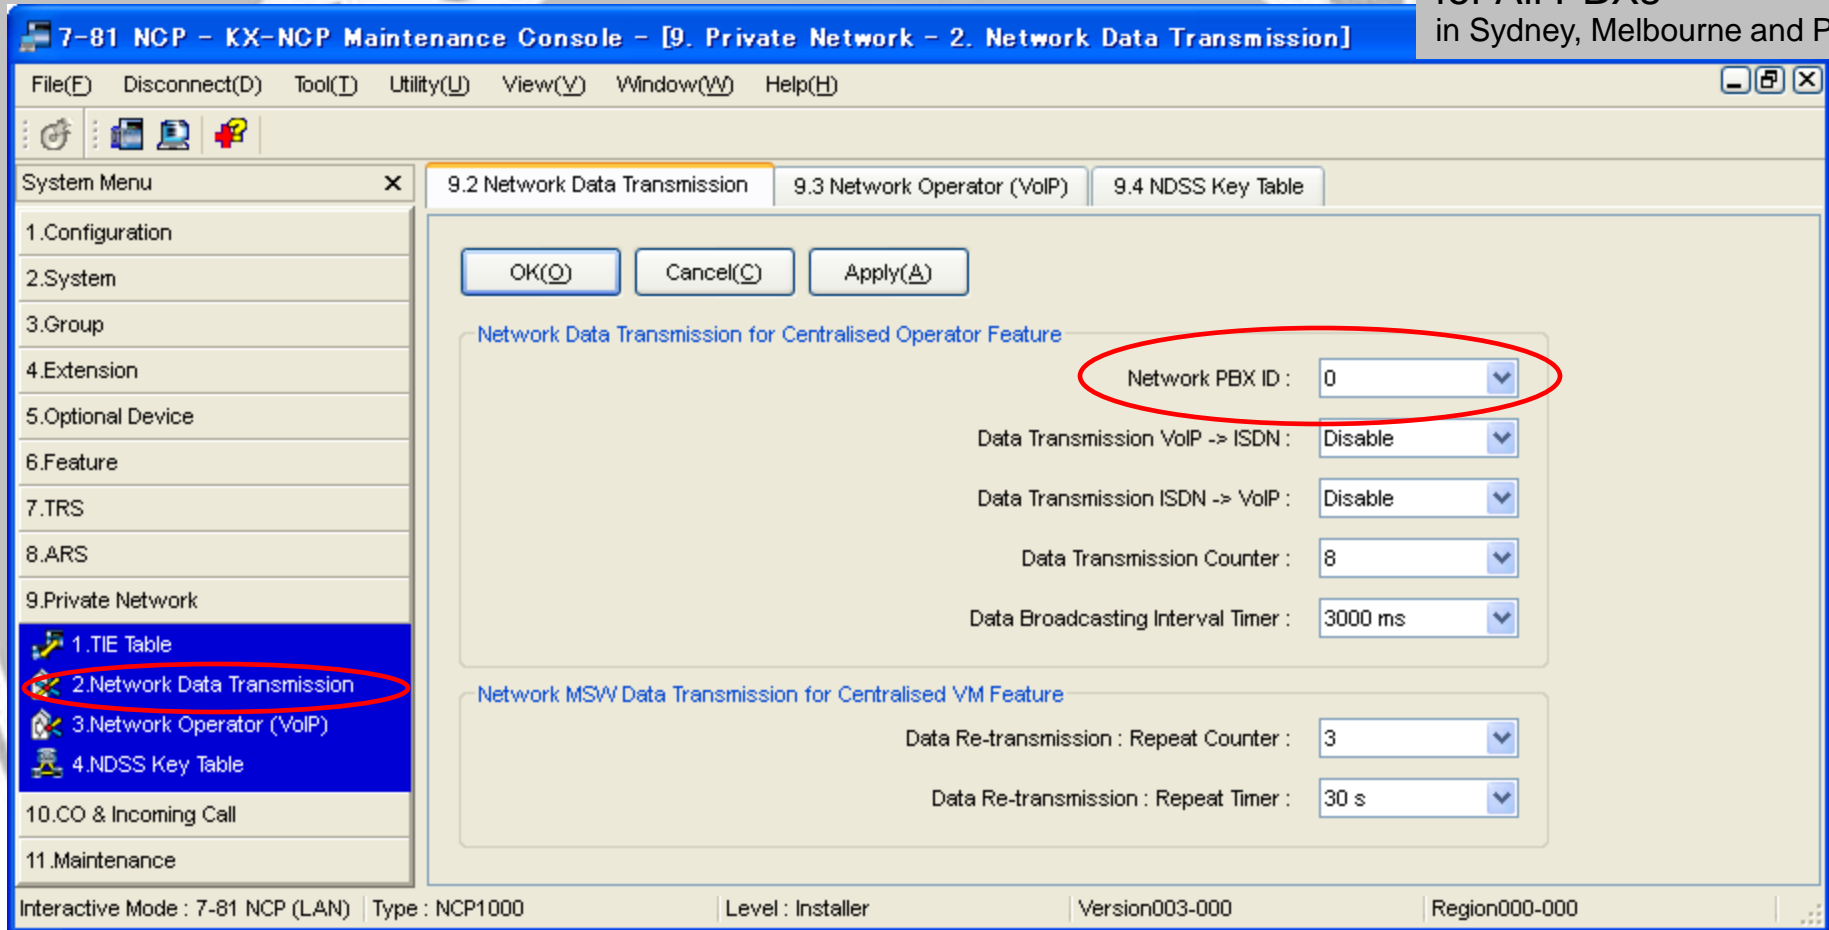 for All PBXs
in Sydney, Melbourne and
7-81 NCP - KX-NCP Maintenance Console - [9. Private Network - 2. Network Data Transmission]
File(F) Disconnect(D) Tool(T) Utility(U) View(V) Window(W) Help(H)
System Menu
9.2 Network Data Transmission 9.3 Network Operator (VoIP) 9.4 NDSS Key Table
1.Configuration
2.System
3.Group
4.Extension
5.Optional Device
6.Feature
7.TRS
8.ARS
9.Private Network
1.TIE Table
2.Network Data Transmission
3.Network Operator (VoIP)
4.NDSS Key Table
10.CO & Incoming Call
11.Maintenance
OK(O) Cancel(C) Apply(A)
Network Data Transmission for Centralised Operator Feature
Network PBX ID : 0
Data Transmission VoIP -> ISDN : Disable
Data Transmission ISDN -> VoIP : Disable
Data Transmission Counter : 8
Data Broadcasting Interval Timer : 3000 ms
Network MSW Data Transmission for Centralised VM Feature
Data Re-transmission : Repeat Counter : 3
Data Re-transmission : Repeat Timer : 30 s
Interactive Mode : 7-81 NCP (LAN) Type : NCP1000 Level : Installer Version003-000 Region000-000